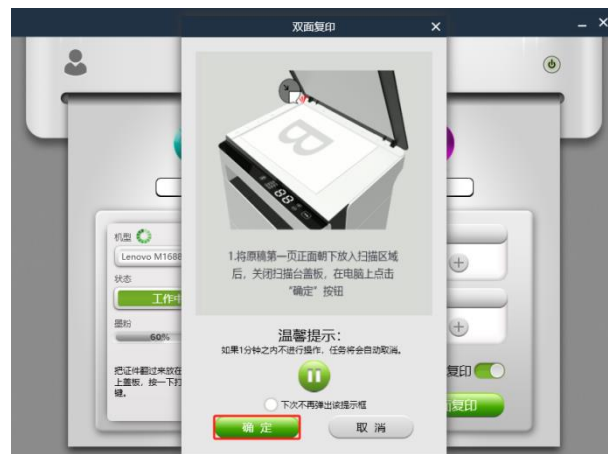 双面复印
机型
Lenovo M168
状态
工作中
墨粉
60%
把证件翻过来放在
上盖板，按一下打
键。
B
88
1.将原稿第一页正面朝下放入扫描区域
后，关闭扫描台盖板，在电脑上点击
“确定”按钮
温馨提示：
如果1分钟之内不进行操作，任务将会自动取消。
下次不再弹出该提示框
确 定
取 消
复印
面复印